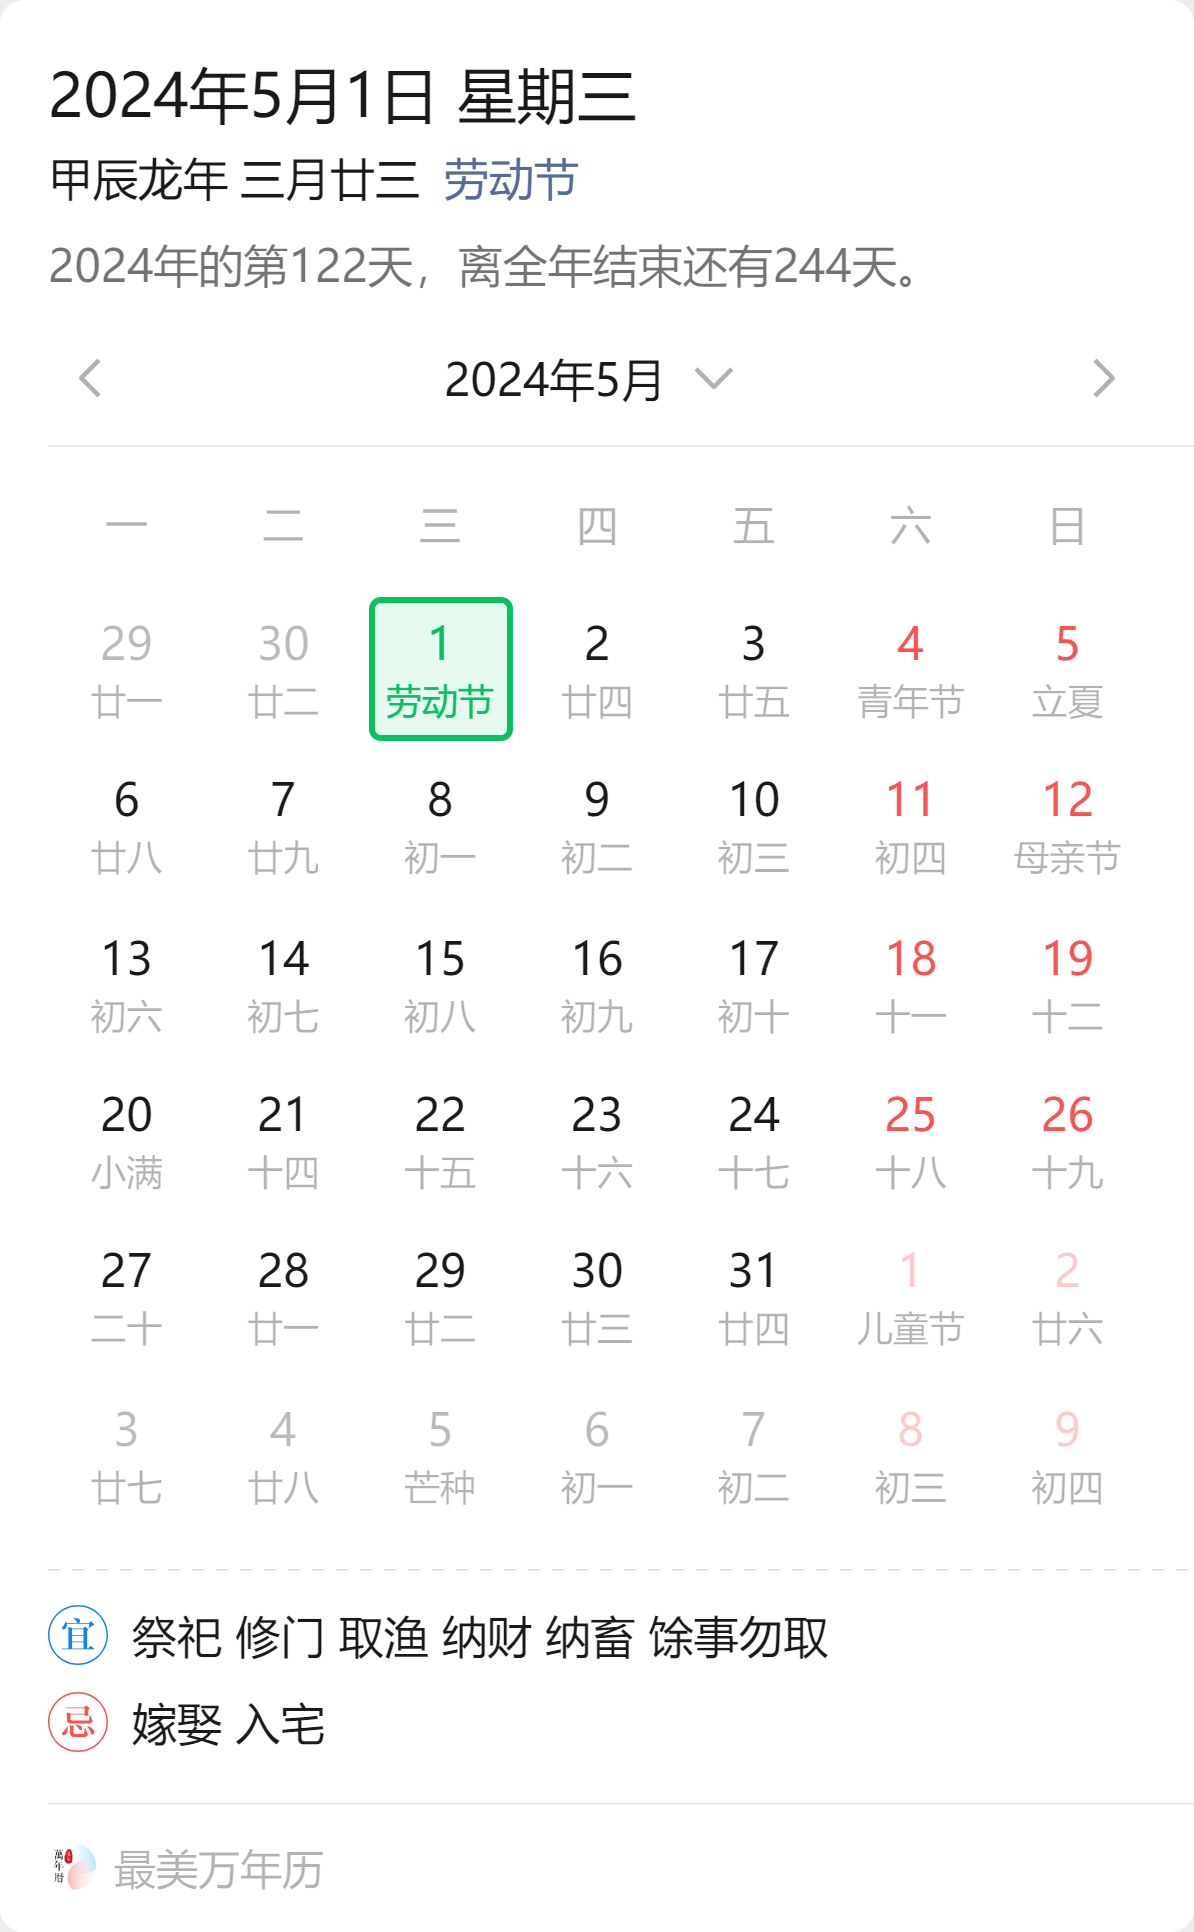 2024年5月1日 星期三
甲辰龙年 三月廿三 劳动节
2024年的第122天，离全年结束还有244天。
2024年5月
一 二 三 四 五 六 日
29 30 1 2 3 4 5
廿一 廿二 劳动节 廿四 廿五 青年节 立夏
6 7 8 9 10 11 12
廿八 廿九 初一 初二 初三 初四 母亲节
13 14 15 16 17 18 19
初六 初七 初八 初九 初十 十一 十二
20 21 22 23 24 25 26
小满 十四 十五 十六 十七 十八 十九
27 28 29 30 31 1 2
二十 廿一 廿二 廿三 廿四 儿童节 廿六
3 4 5 6 7 8 9
廿七 廿八 芒种 初一 初二 初三 初四
宜 祭祀 修门 取渔 纳财 纳畜 馀事勿取
忌 嫁娶 入宅
萬年曆 最美万年历